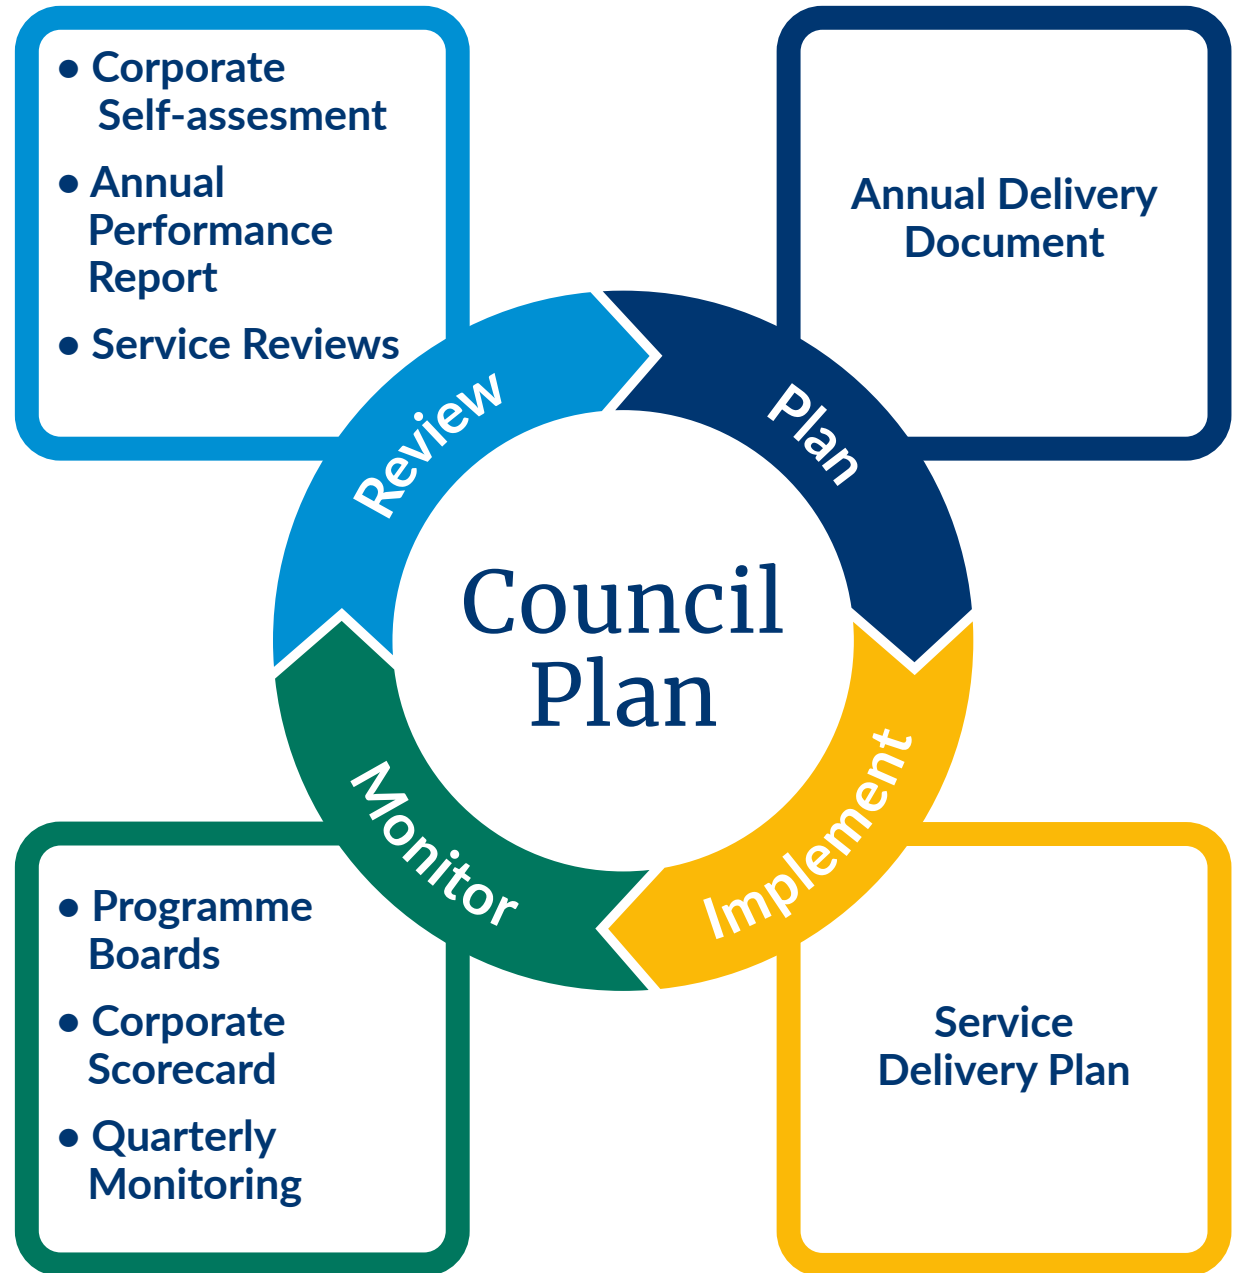 • Corporate
Self-assesment
• Annual
Performance
Report
• Service Reviews
Annual Delivery
Document
Review
Plan
Council
Plan
Monitor
Implement
• Programme
Boards
• Corporate
Scorecard
• Quarterly
Monitoring
Service
Delivery Plan